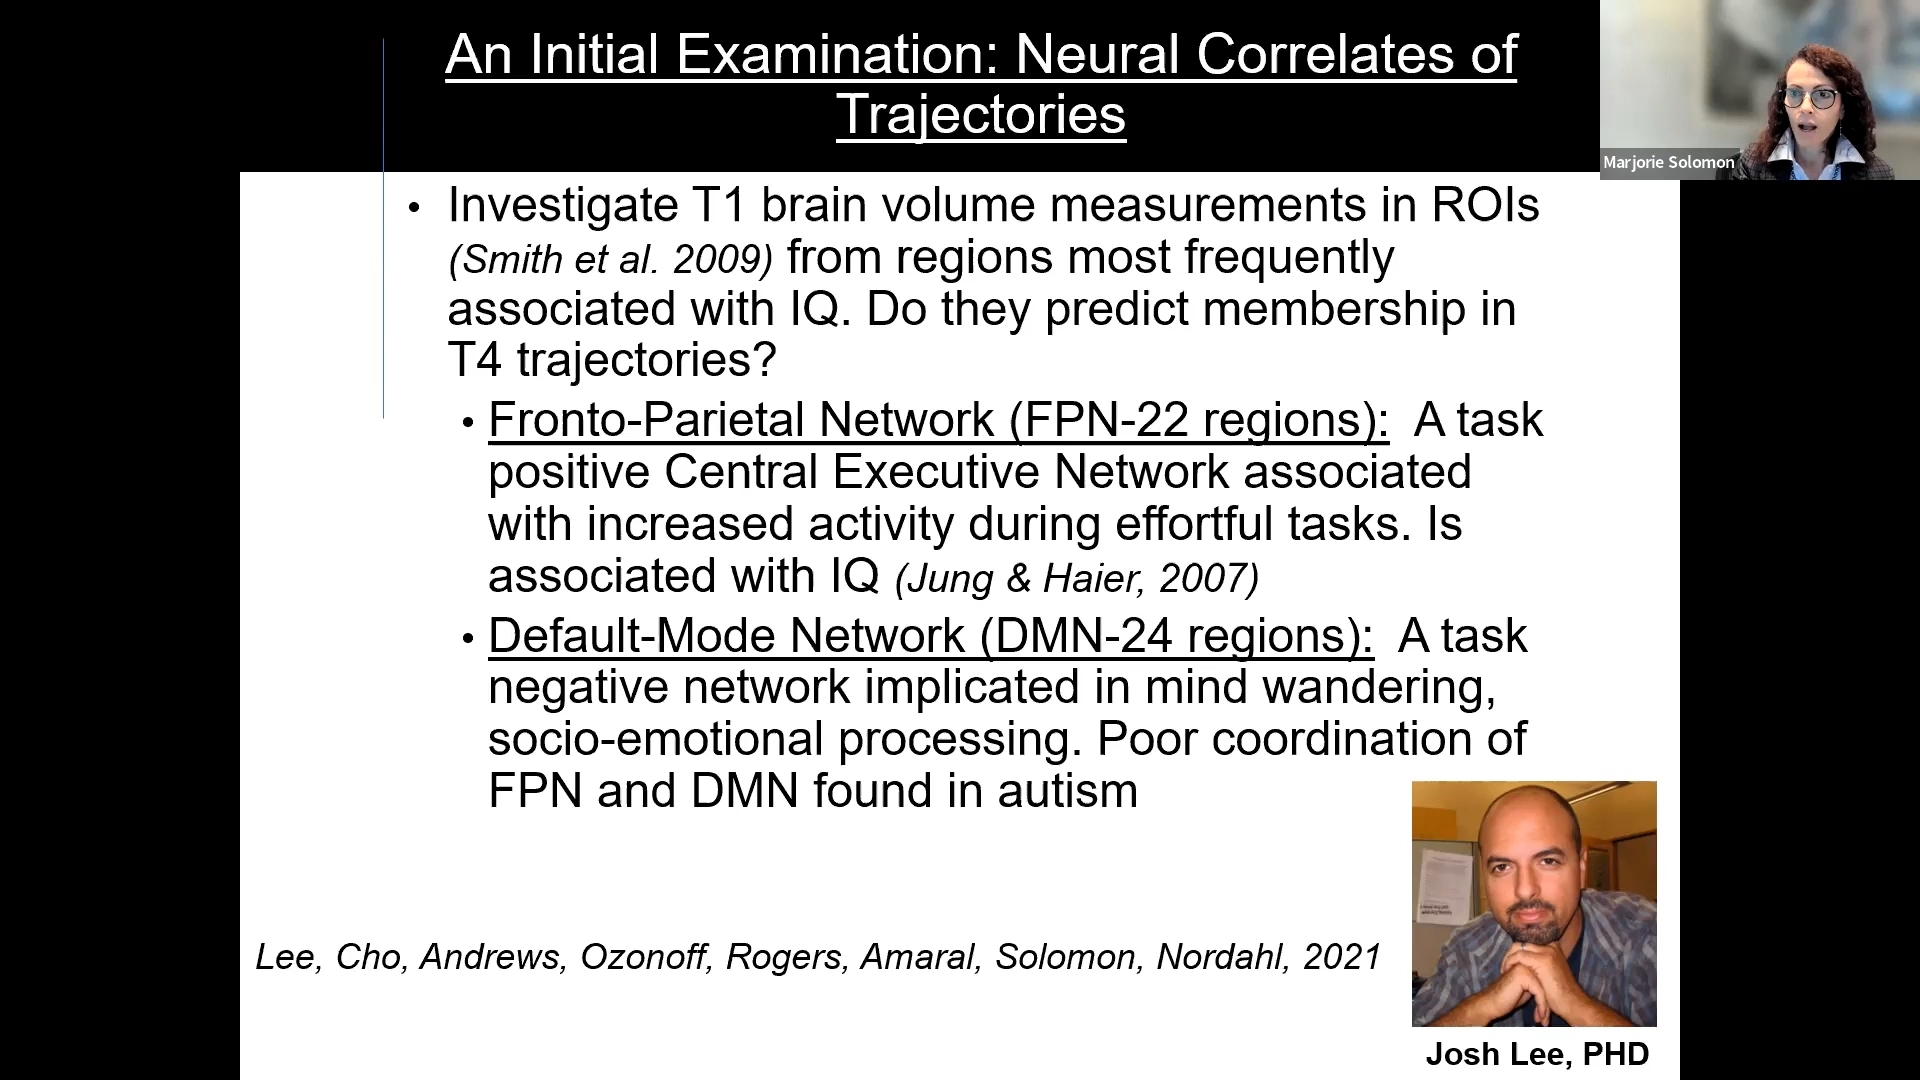 An Initial Examination: Neural Correlates of
Trajectories
Marjorie Solomon
• Investigate T1 brain volume measurements in ROIs
(Smith et al. 2009) from regions most frequently
associated with IQ. Do they predict membership in
T4 trajectories?
• Fronto-Parietal Network (FPN-22 regions): A task
positive Central Executive Network associated
with increased activity during effortful tasks. Is
associated with IQ (Jung & Haier, 2007)
• Default-Mode Network (DMN-24 regions): A task
negative network implicated in mind wandering,
socio-emotional processing. Poor coordination of
FPN and DMN found in autism
Lee, Cho, Andrews, Ozonoff, Rogers, Amaral, Solomon, Nordahl, 2021
Josh Lee, PHD